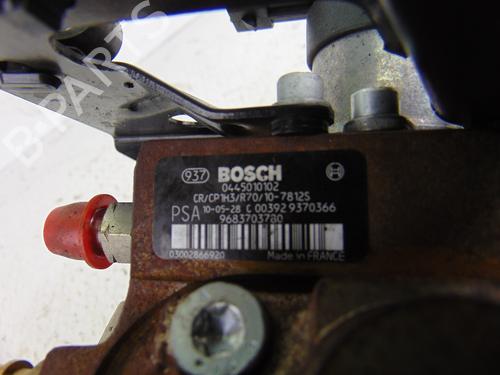 B-PARTS
937 BOSCH
0445010102
CR/CP1H3/R70/10-7812S
PSA 10-05-28 C 00392 9370366
9683703780
03002866920 Made in FRANCE